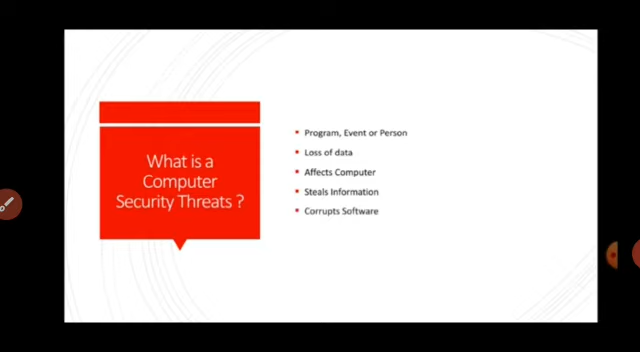 What is a
Computer
Security Threats ?
Program, Event or Person
Loss of data
Affects Computer
Steals Information
Corrupts Software